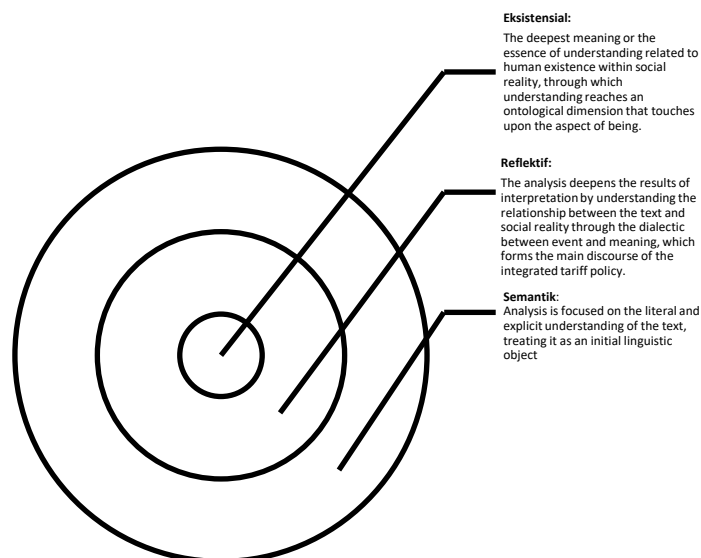 Eksistensial:
The deepest meaning or the
essence of understanding related to
human existence within social
reality, through which
understanding reaches an
ontological dimension that touches
upon the aspect of being.
Reflektif:
The analysis deepens the results of
interpretation by understanding the
relationship between the text and
social reality through the dialectic
between event and meaning, which
forms the main discourse of the
integrated tariff policy.
Semantik:
Analysis is focused on the literal and
explicit understanding of the text,
treating it as an initial linguistic
object